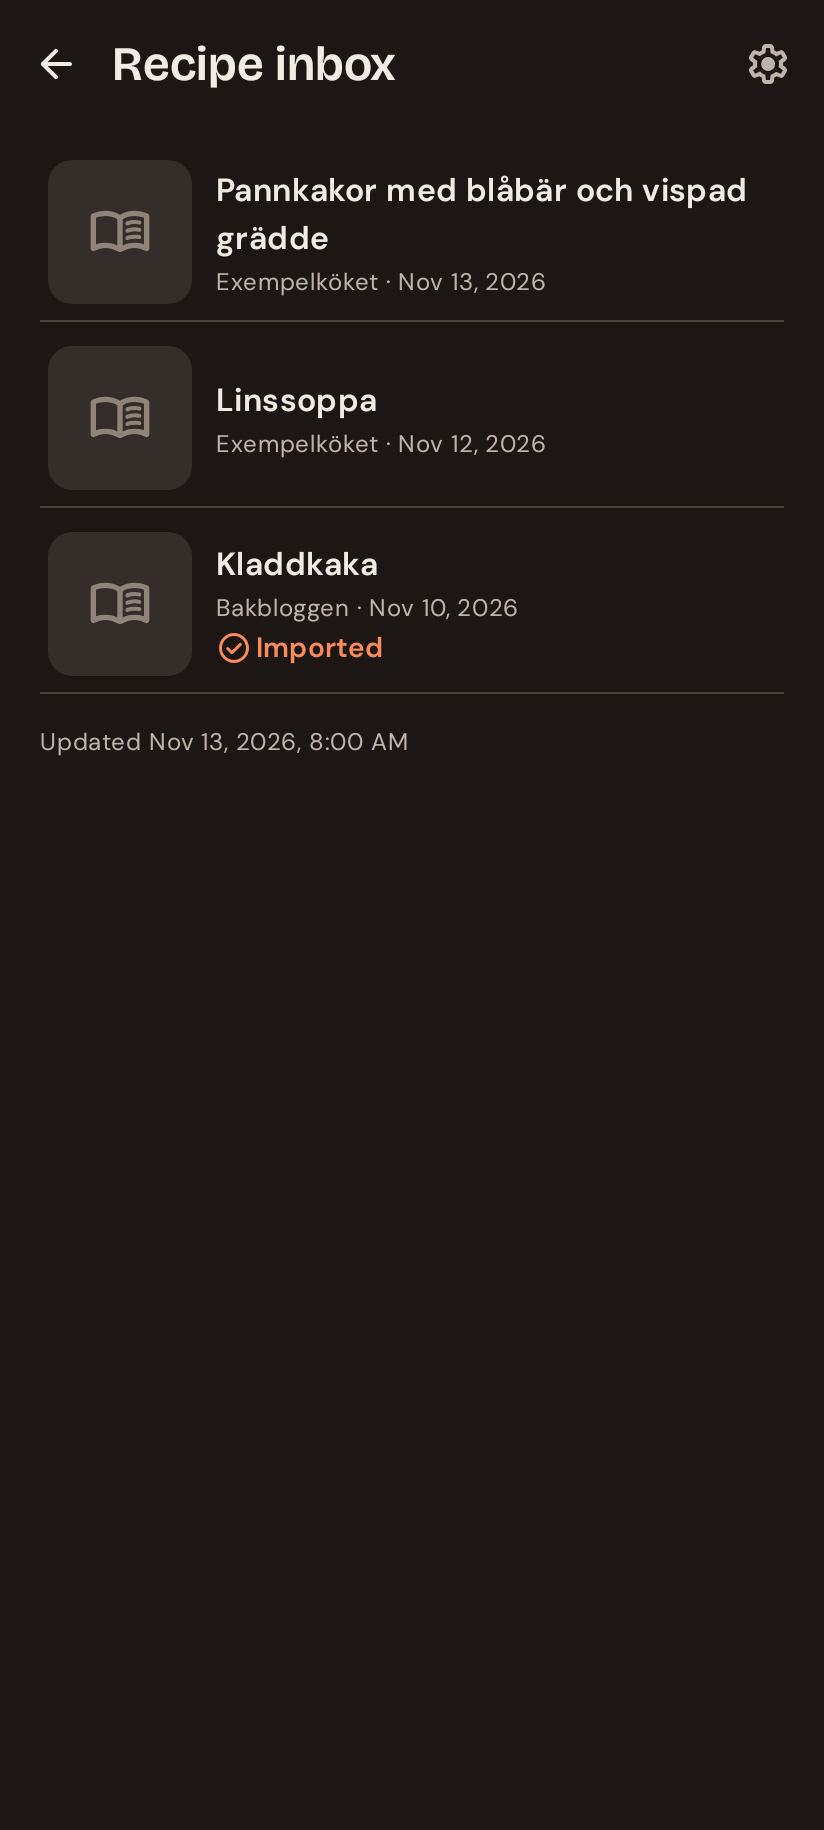 Recipe inbox
Pannkakor med blåbär och vispad
grädde
Exempelköket · Nov 13, 2026
Linssoppa
Exempelköket · Nov 12, 2026
Kladdkaka
Bakbloggen · Nov 10, 2026
Imported
Updated Nov 13, 2026, 8:00 AM